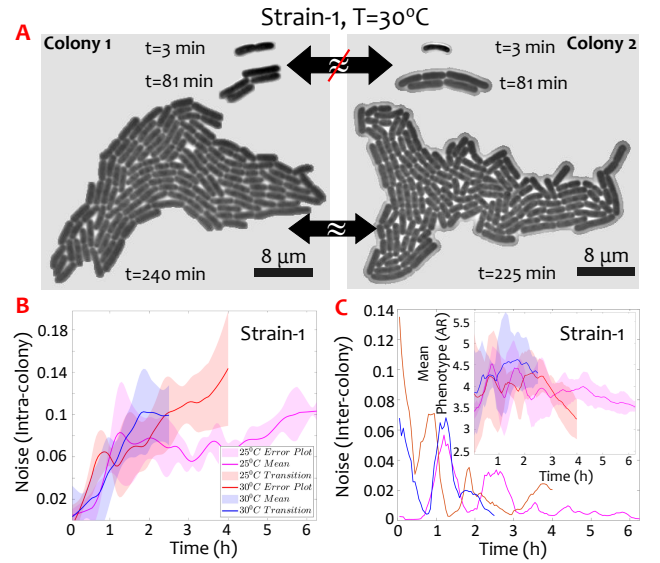 Strain-1, T=30°C
A
Colony 1
t=3 min
t=81 min
≈
t=3 min
Colony 2
t=81 min
≈
t=240 min
8 μm
t=225 min
8 μm
B
Noise (Intra-colony)
0.18
0.14
0.1
0.06
0.02
Strain-1
25°C Error Plot
25°C Mean
25°C Transition
30°C Error Plot
30°C Mean
30°C Transition
0
1
2
3
4
5
6
Time (h)
C
Noise (Inter-colony)
0.14
0.12
0.1
0.08
0.06
0.04
0.02
0
Mean
Phenotype (AR)
5.5
5
4.5
4
3.5
3
2.5
Strain-1
1
2
3
4
5
6
Time (h)
0
1
2
3
4
5
6
Time (h)